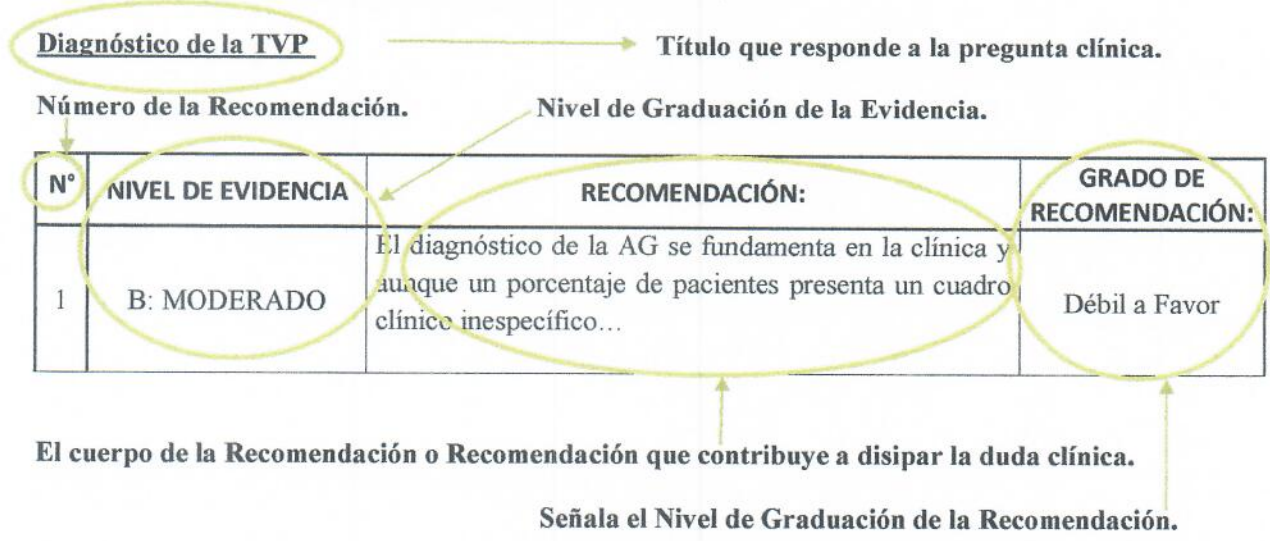 Diagnóstico de la TVP
Título que responde a la pregunta clínica.
Número de la Recomendación.
Nivel de Graduación de la Evidencia.
N°
NIVEL DE EVIDENCIA
RECOMENDACIÓN:
GRADO DE
RECOMENDACIÓN:
1
B: MODERADO
El diagnóstico de la AG se fundamenta en la clínica y
aunque un porcentaje de pacientes presenta un cuadro
clínico inespecífico…
Débil a Favor
El cuerpo de la Recomendación o Recomendación que contribuye a disipar la duda clínica.
Señala el Nivel de Graduación de la Recomendación.